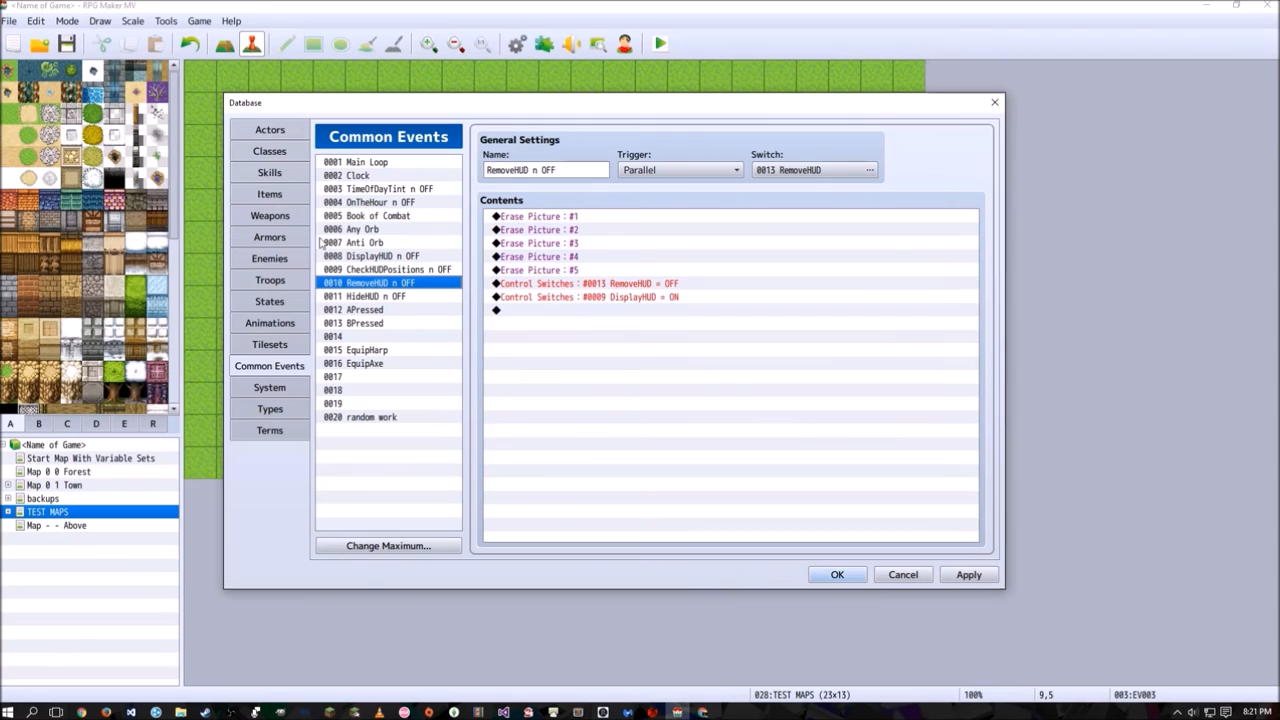 <Name of Game> - RPG Maker MV
File Edit Mode Draw Scale Tools Game Help
Database
Actors
Classes
Skills
Items
Weapons
Armors
Enemies
Troops
States
Animations
Tilesets
Common Events
System
Types
Terms
Common Events
0001 Main Loop
0002 Clock
0003 TimeOfDayTint n OFF
0004 OnTheHour n OFF
0005 Book of Combat
0006 Any Orb
0007 Anti Orb
0008 DisplayHUD n OFF
0009 CheckHUDPositions n OFF
0010 RemoveHUD n OFF
0011 HideHUD n OFF
0012 APressed
0013 BPressed
0014
0015 EquipHarp
0016 EquipAxe
0017
0018
0019
0020 random work
Change Maximum...
General Settings
Name: Trigger: Switch:
RemoveHUD n OFF Parallel 0013 RemoveHUD ...
Contents
◆Erase Picture : #1
◆Erase Picture : #2
◆Erase Picture : #3
◆Erase Picture : #4
◆Erase Picture : #5
◆Control Switches : #0013 RemoveHUD = OFF
◆Control Switches : #0009 DisplayHUD = ON
◆
OK Cancel Apply
A B C D E R
<Name of Game>
Start Map With Variable Sets
Map 0 0 Forest
Map 0 1 Town
backups
TEST MAPS
Map - - Above
028:TEST MAPS (23x13) 100% 9,5 003:EV003
8:21 PM